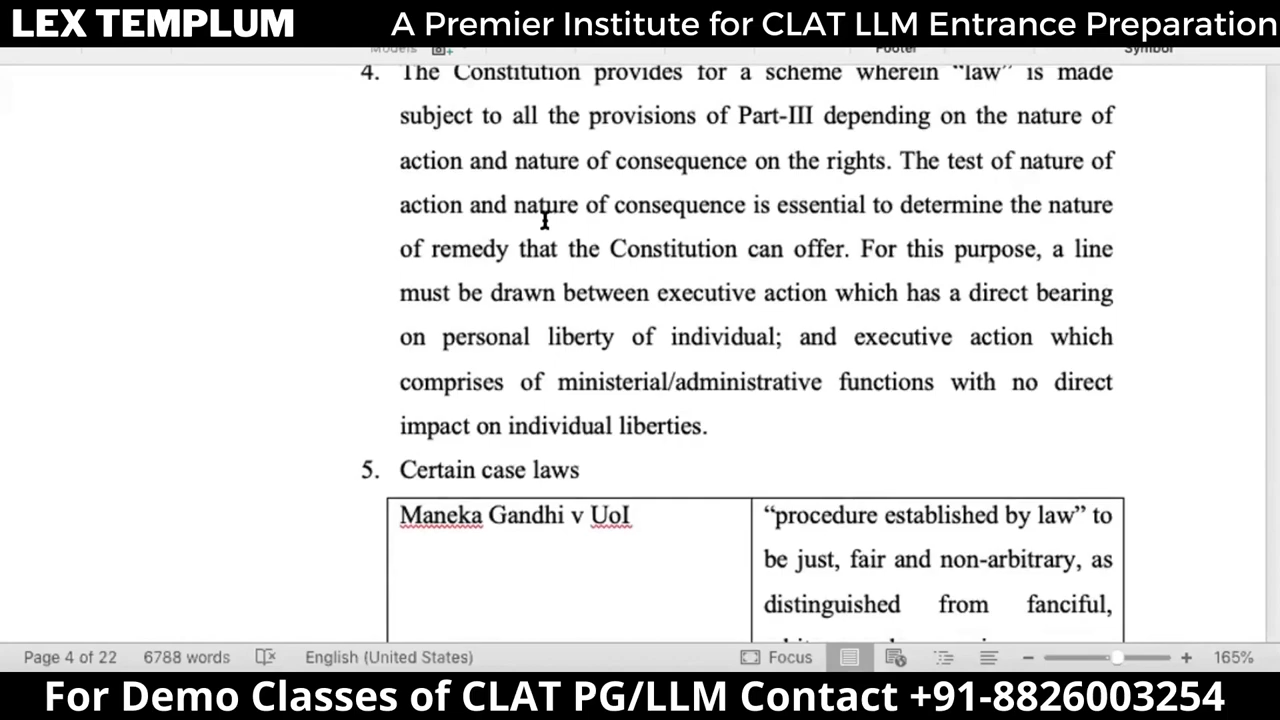 LEX TEMPLUM
A Premier Institute for CLAT LLM Entrance Preparation
Models
Footer
Symbol
4. The Constitution provides for a scheme wherein “law” is made
subject to all the provisions of Part-III depending on the nature of
action and nature of consequence on the rights. The test of nature of
action and nature of consequence is essential to determine the nature
of remedy that the Constitution can offer. For this purpose, a line
must be drawn between executive action which has a direct bearing
on personal liberty of individual; and executive action which
comprises of ministerial/administrative functions with no direct
impact on individual liberties.
5. Certain case laws
Maneka Gandhi v UoI
“procedure established by law” to
be just, fair and non-arbitrary, as
distinguished from fanciful,
Page 4 of 22
6788 words
English (United States)
Focus
165%
For Demo Classes of CLAT PG/LLM Contact +91-8826003254